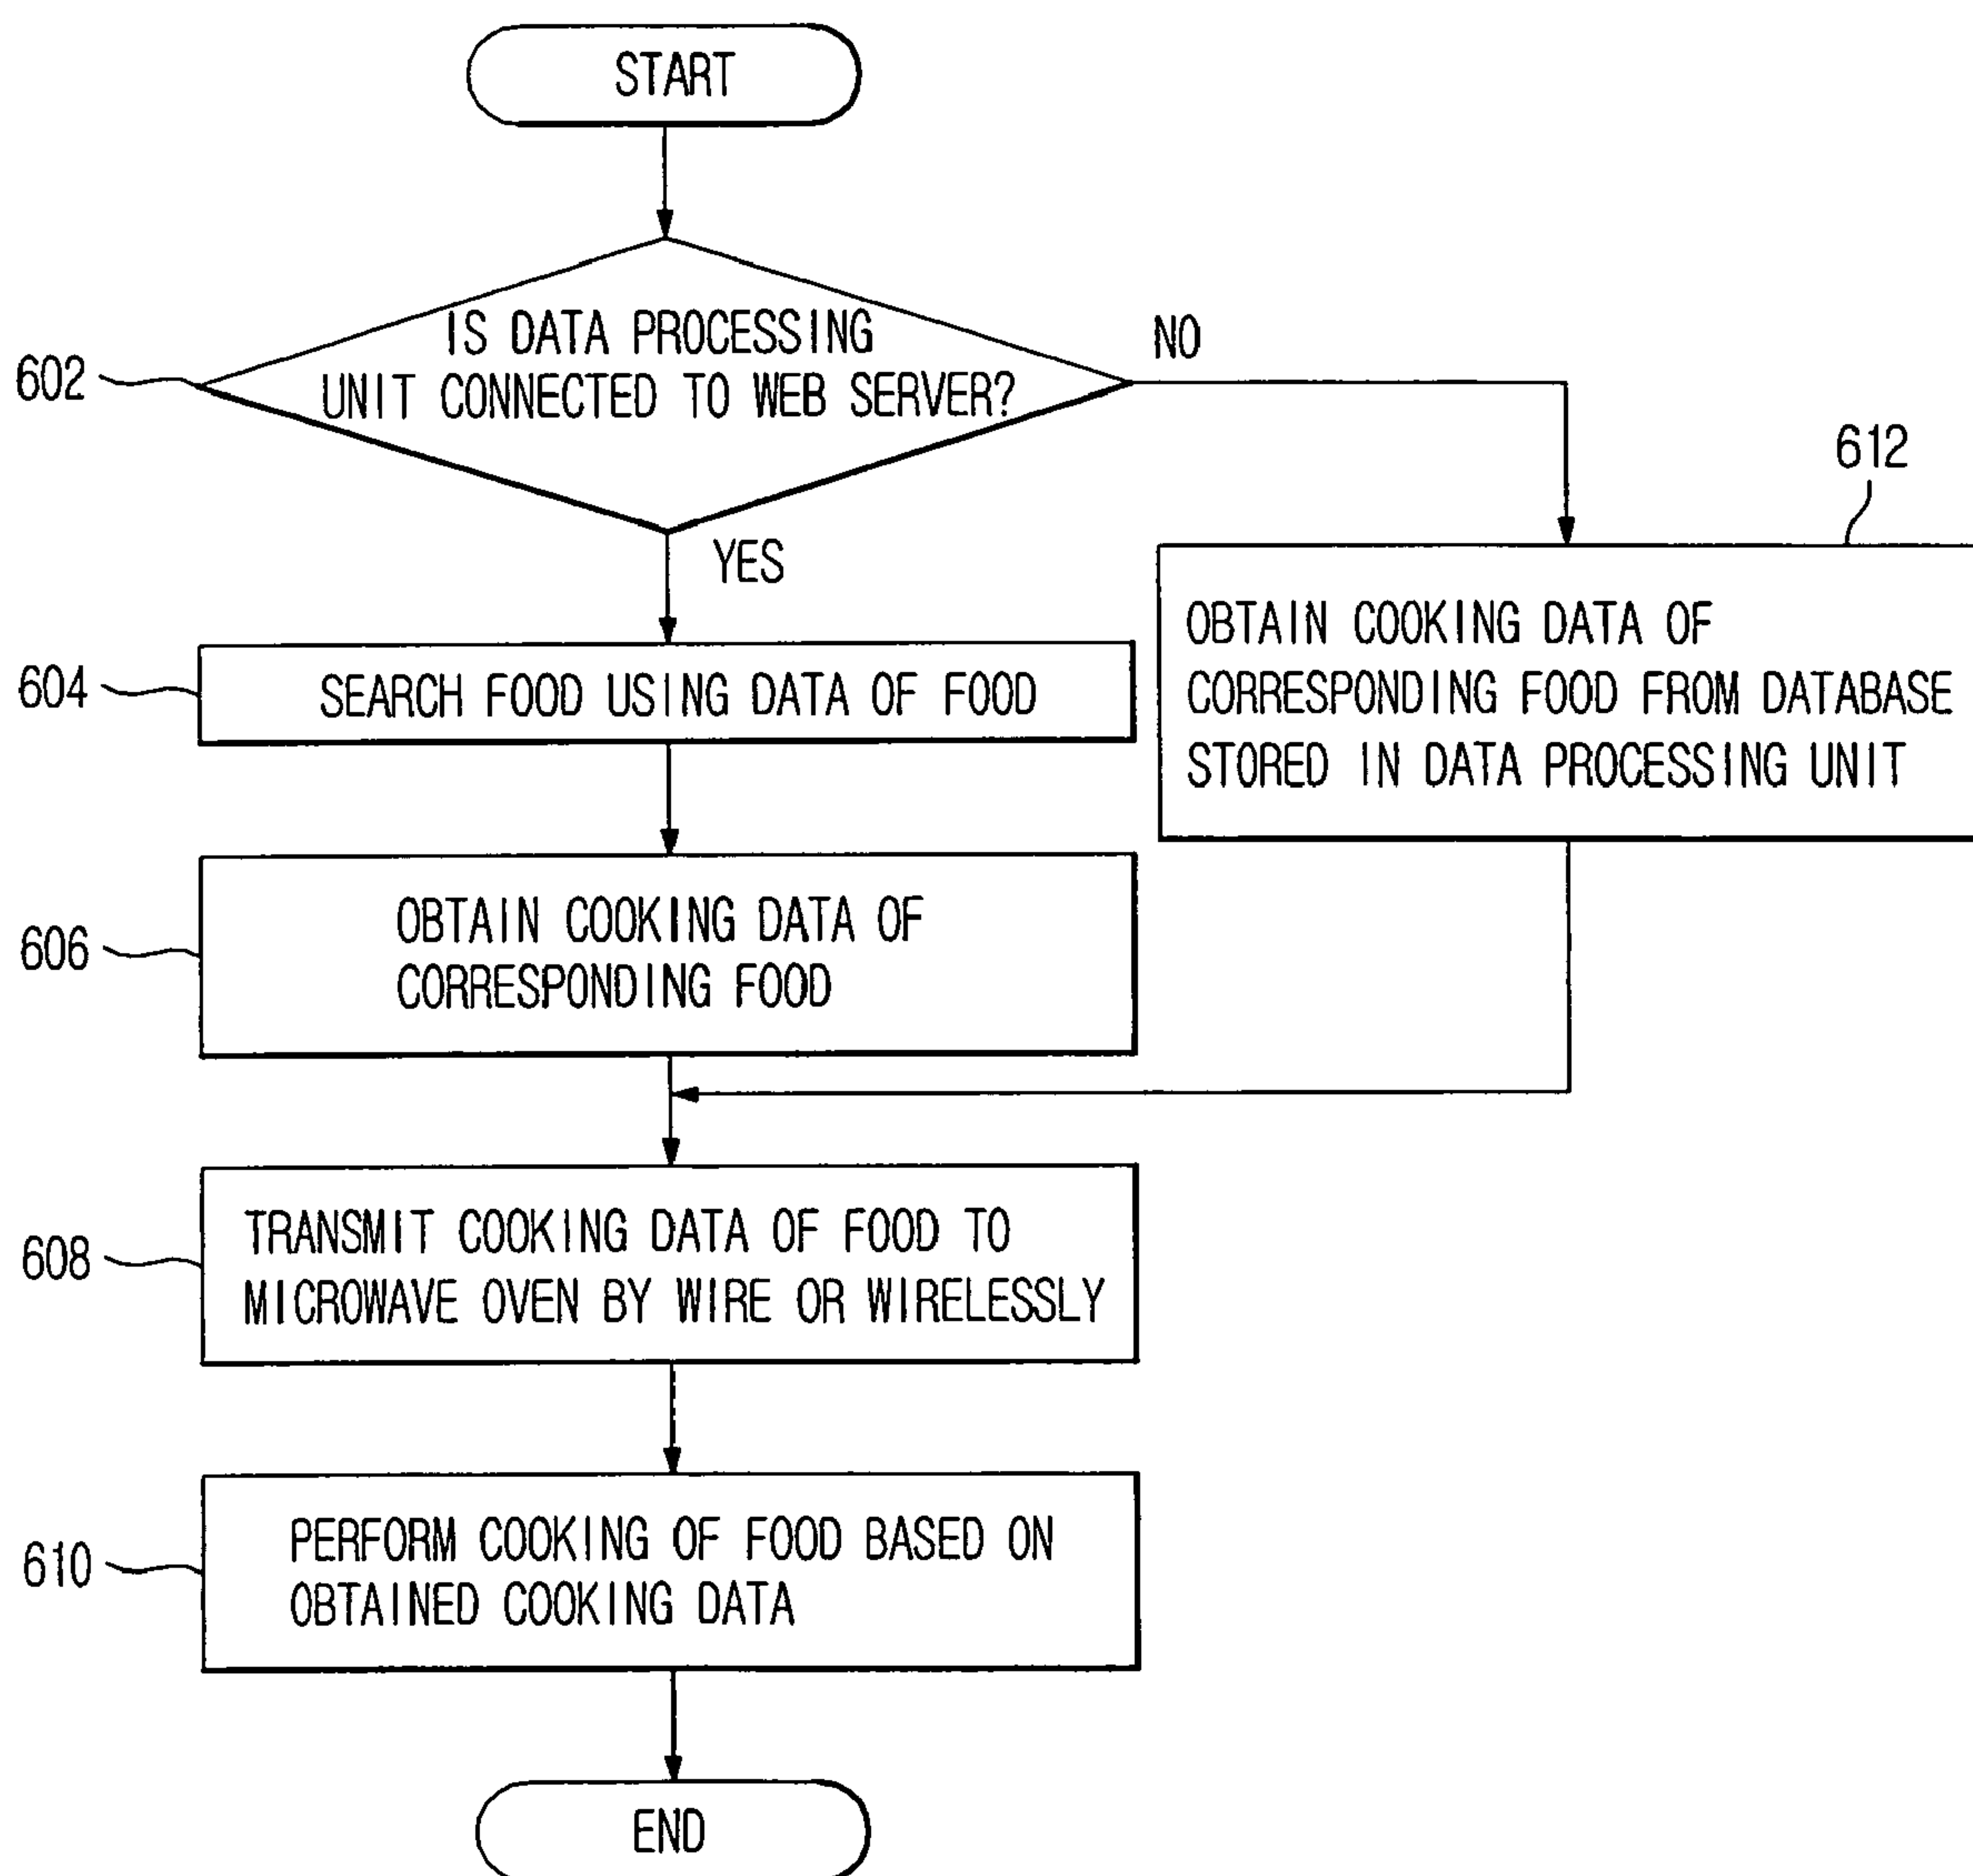 START
IS DATA PROCESSING
UNIT CONNECTED TO WEB SERVER?
602
NO
YES
612
OBTAIN COOKING DATA OF
CORRESPONDING FOOD FROM DATABASE
STORED IN DATA PROCESSING UNIT
604
SEARCH FOOD USING DATA OF FOOD
606
OBTAIN COOKING DATA OF
CORRESPONDING FOOD
608
TRANSMIT COOKING DATA OF FOOD TO
MICROWAVE OVEN BY WIRE OR WIRELESSLY
610
PERFORM COOKING OF FOOD BASED ON
OBTAINED COOKING DATA
END